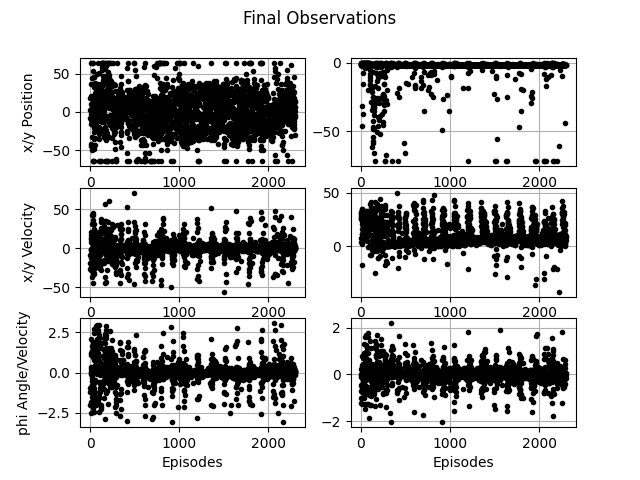 Final Observations
x/y Position
50
0
−50
0
−50
0 1000 2000
0 1000 2000
x/y Velocity
50
0
−50
50
0
0 1000 2000
0 1000 2000
phi Angle/Velocity
2.5
0.0
−2.5
2
0
−2
0 1000 2000
0 1000 2000
Episodes
Episodes